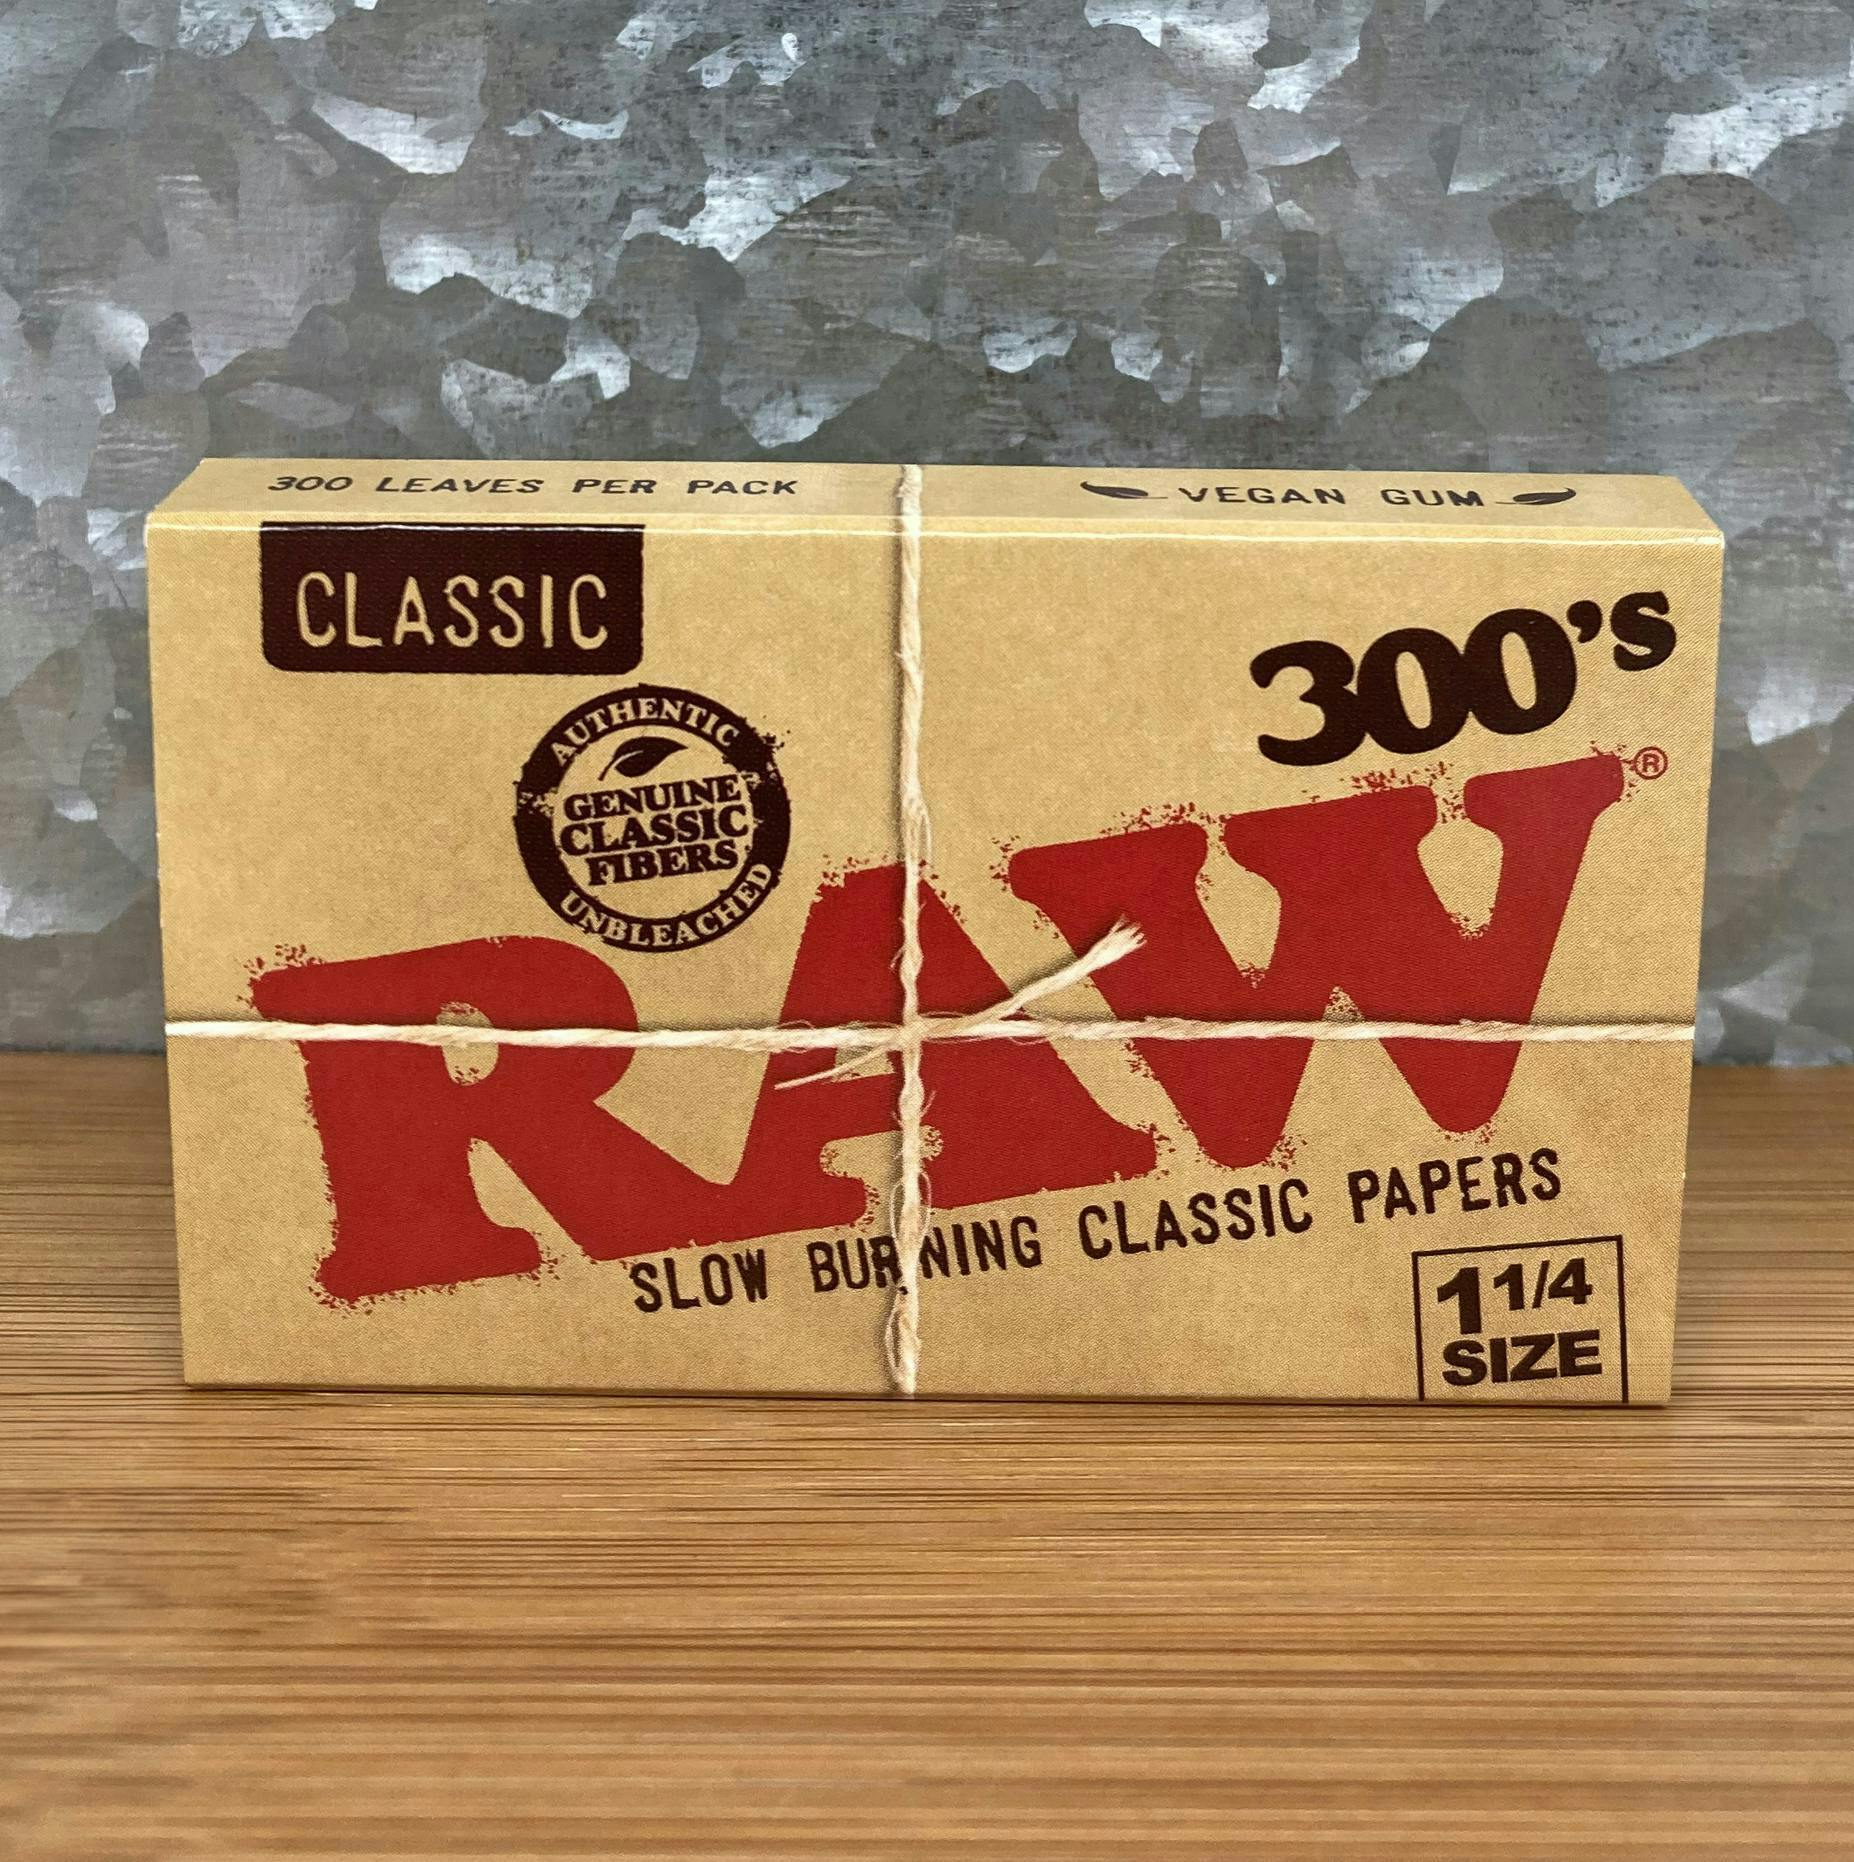 300 LEAVES PER PACK
VEGAN GUM
CLASSIC
300's
AUTHENTIC
GENUINE
CLASSIC
FIBERS
UNBLEACHED
RAW®
SLOW BURNING CLASSIC PAPERS
1 1/4
SIZE